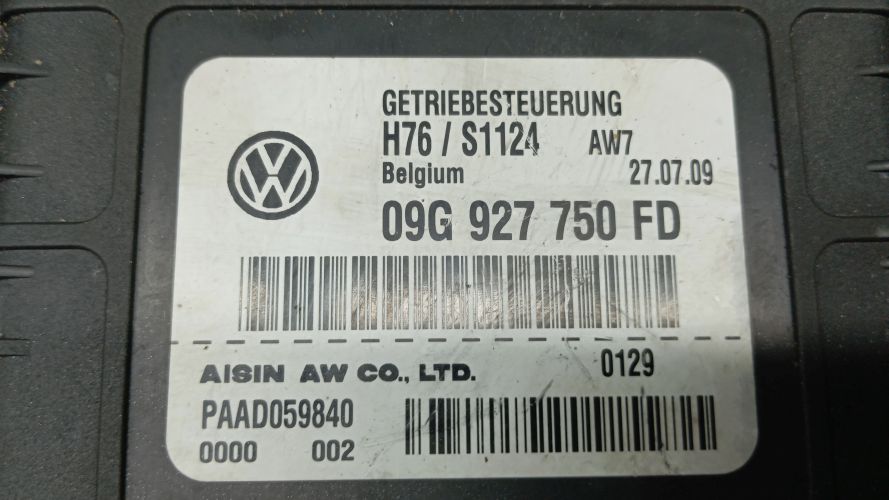 GETRIEBESTEUERUNG
H76 / S1124 AW7
Belgium 27.07.09
09G 927 750 FD
AISIN AW CO., LTD. 0129
PAAD059840
0000 002